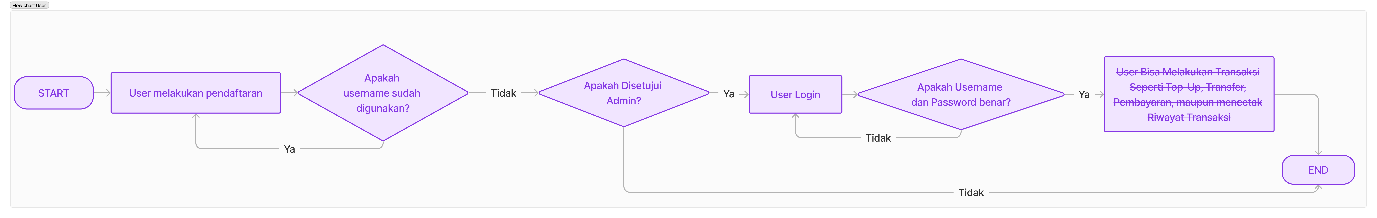 START
User melakukan pendaftaran
Apakah
username sudah
digunakan?
Ya
Tidak
Apakah Disetujui
Admin?
Ya
User Login
Apakah Username
dan Password benar?
Tidak
Ya
User Bisa Melakukan Transaksi
Seperti Top-Up, Transfer,
Pembayaran, maupun mencetak
Riwayat Transaksi
Tidak
END